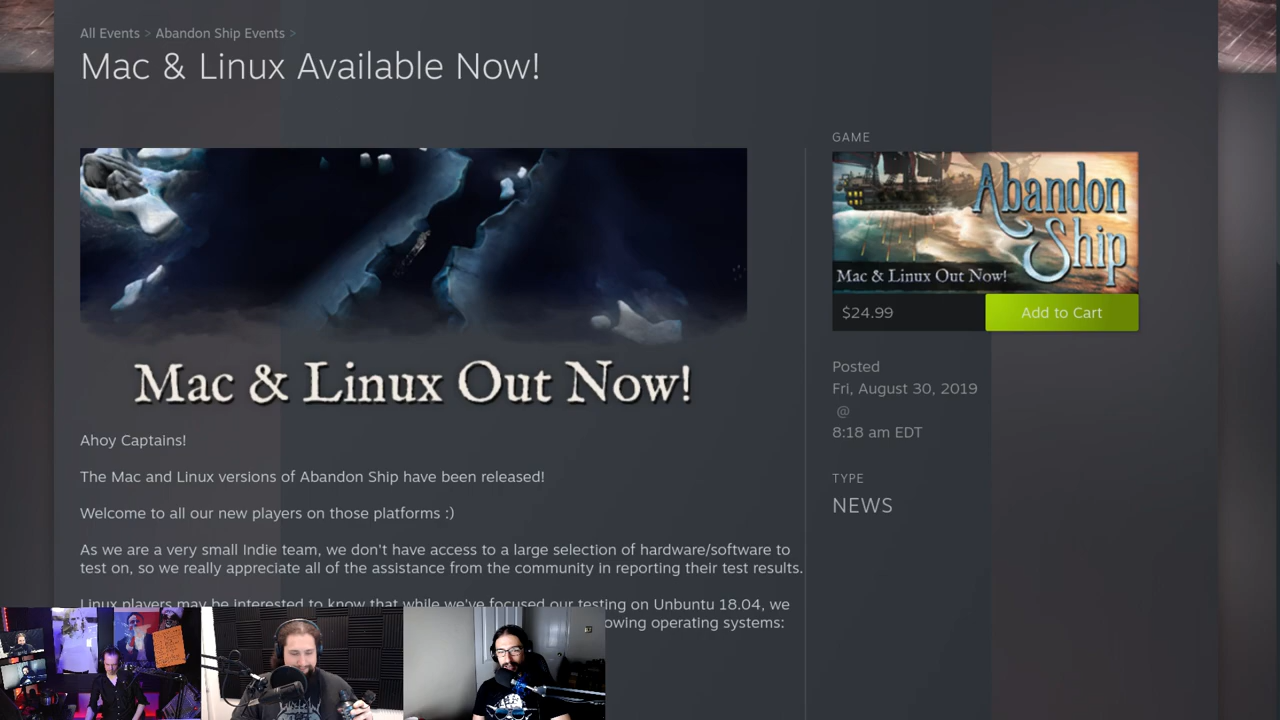 All Events > Abandon Ship Events >
Mac & Linux Available Now!
GAME
Abandon
Ship
Mac & Linux Out Now!
$24.99
Add to Cart
Mac & Linux Out Now!
Posted
Fri, August 30, 2019
@
8:18 am EDT
TYPE
NEWS
Ahoy Captains!
The Mac and Linux versions of Abandon Ship have been released!
Welcome to all our new players on those platforms :)
As we are a very small Indie team, we don't have access to a large selection of hardware/software to
test on, so we really appreciate all of the assistance from the community in reporting their test results.
Linux players may be interested to know that while we've focused our testing on Unbuntu 18.04, we
owing operating systems: